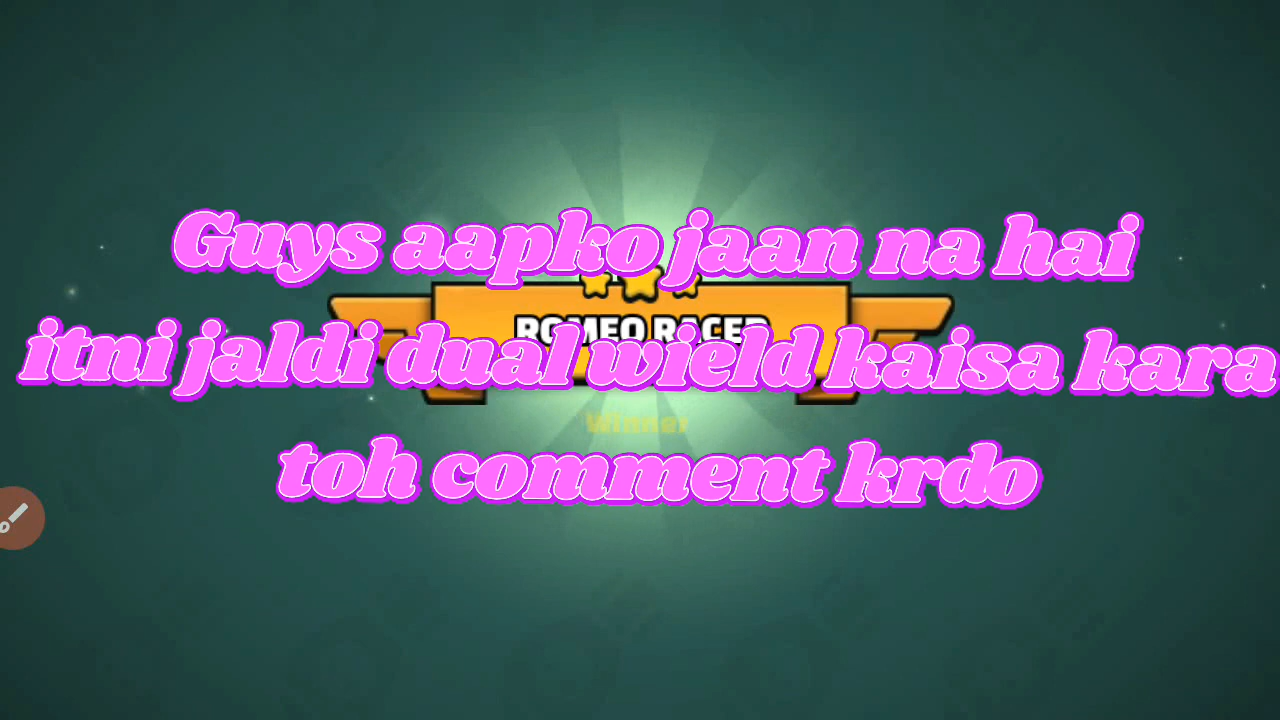 Guys aapko jaan na hai
ROMEO RACER
itni jaldi dual wield kaisa kara
Winner
toh comment krdo